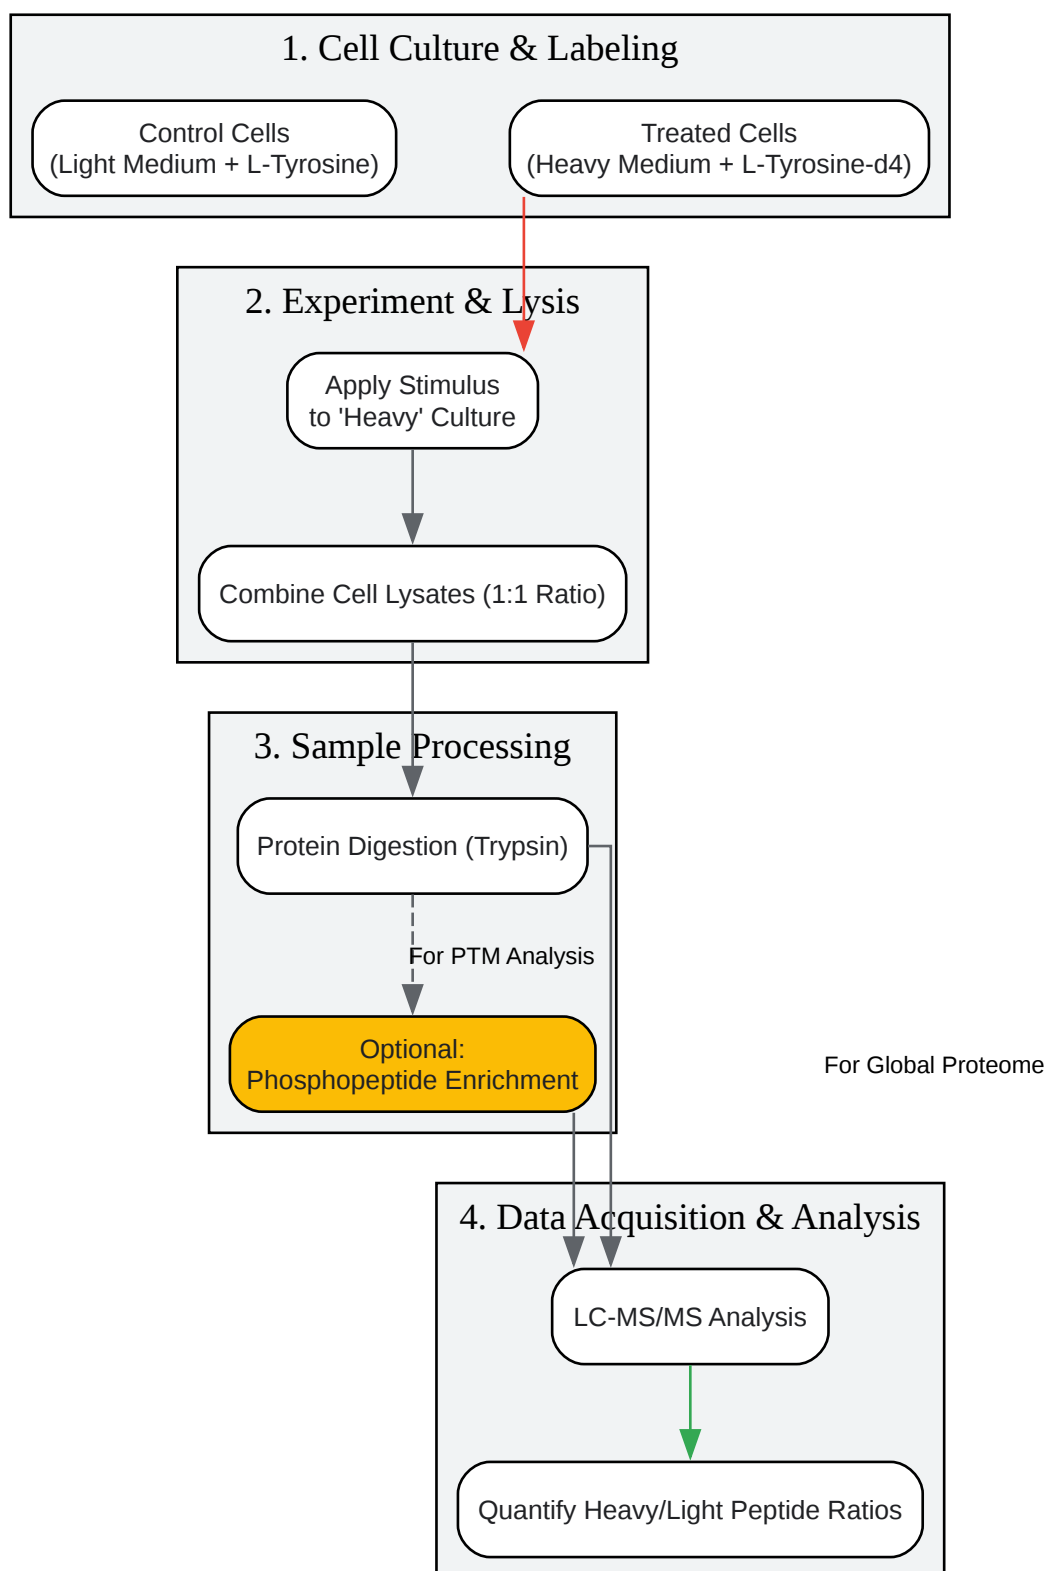 1. Cell Culture & Labeling
Control Cells
(Light Medium + L-Tyrosine)
Treated Cells
(Heavy Medium + L-Tyrosine-d4)
2. Experiment & Lysis
Apply Stimulus
to 'Heavy' Culture
Combine Cell Lysates (1:1 Ratio)
3. Sample Processing
Protein Digestion (Trypsin)
For PTM Analysis
Optional:
Phosphopeptide Enrichment
For Global Proteome
4. Data Acquisition & Analysis
LC-MS/MS Analysis
Quantify Heavy/Light Peptide Ratios